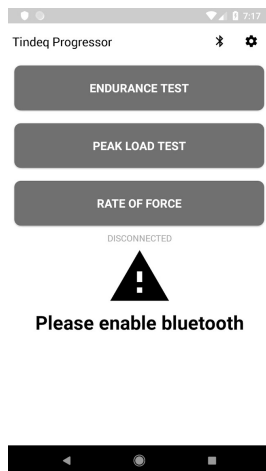 7:17
Tindeq Progressor
ENDURANCE TEST
PEAK LOAD TEST
RATE OF FORCE
DISCONNECTED
Please enable bluetooth